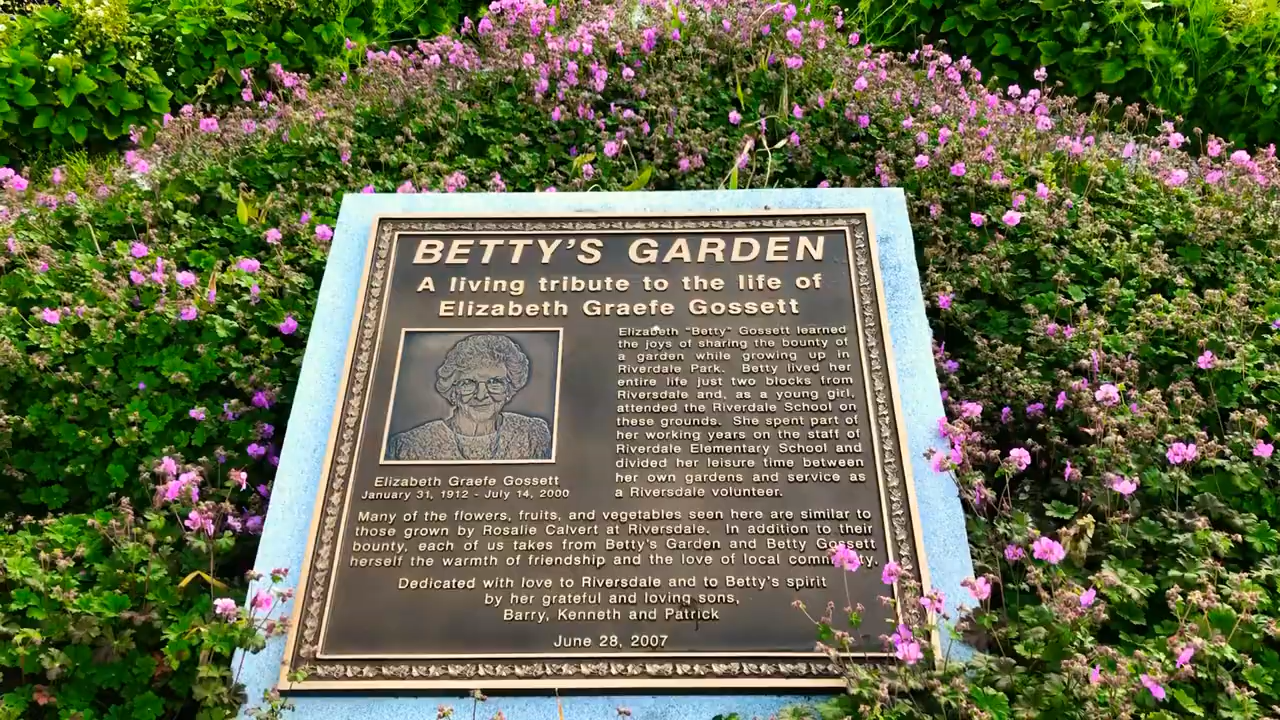 BETTY'S GARDEN
A living tribute to the life of
Elizabeth Graefe Gossett
Elizabeth "Betty" Gossett learned
the joys of sharing the bounty of
a garden while growing up in
Riverdale Park. Betty lived her
entire life just two blocks from
Riversdale and, as a young girl,
attended the Riverdale School on
these grounds. She spent part of
her working years on the staff of
Riverdale Elementary School and
divided her leisure time between
her own gardens and service as
a Riversdale volunteer.
Elizabeth Graefe Gossett
January 31, 1912 - July 14, 2000
Many of the flowers, fruits, and vegetables seen here are similar to
those grown by Rosalie Calvert at Riversdale. In addition to their
bounty, each of us takes from Betty's Garden and Betty Gossett
herself the warmth of friendship and the love of local community.
Dedicated with love to Riversdale and to Betty's spirit
by her grateful and loving sons,
Barry, Kenneth and Patrick
June 28, 2007